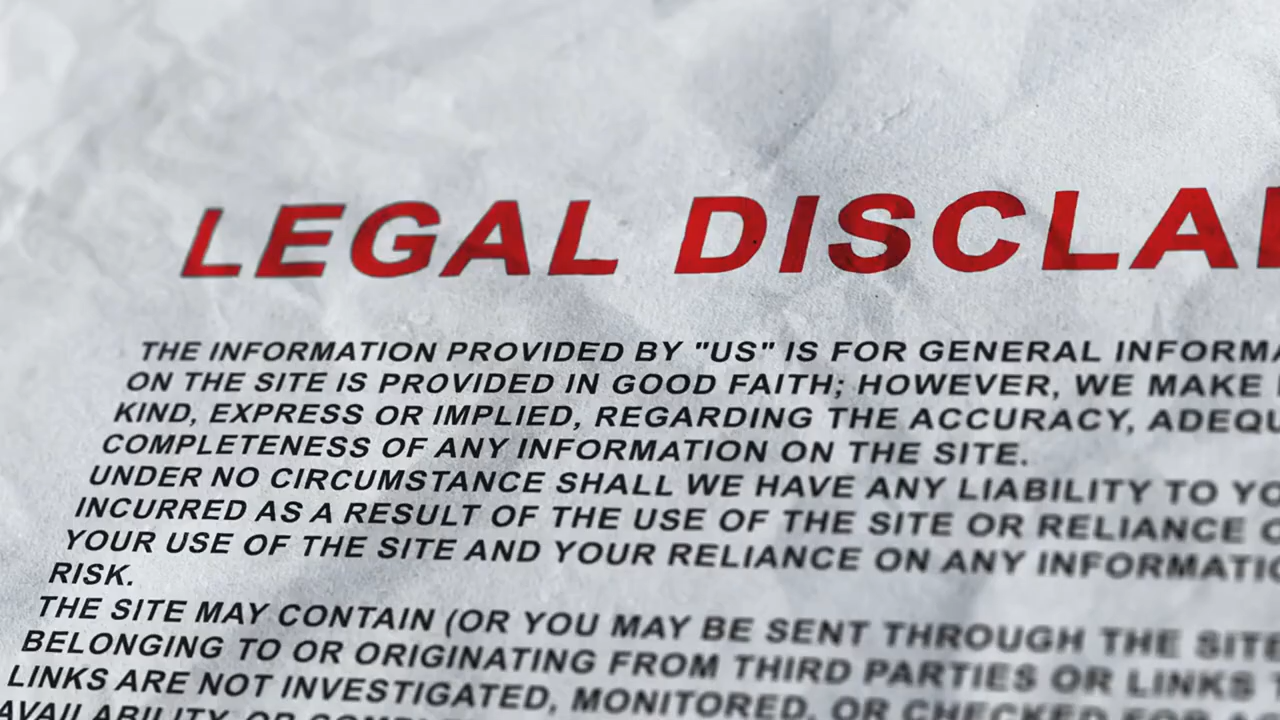 LEGAL DISCLAI
THE INFORMATION PROVIDED BY "US" IS FOR GENERAL INFORMA
ON THE SITE IS PROVIDED IN GOOD FAITH; HOWEVER, WE MAKE
KIND, EXPRESS OR IMPLIED, REGARDING THE ACCURACY, ADEQU
COMPLETENESS OF ANY INFORMATION ON THE SITE.
UNDER NO CIRCUMSTANCE SHALL WE HAVE ANY LIABILITY TO YO
INCURRED AS A RESULT OF THE USE OF THE SITE OR RELIANCE O
YOUR USE OF THE SITE AND YOUR RELIANCE ON ANY INFORMATIO
RISK.
THE SITE MAY CONTAIN (OR YOU MAY BE SENT THROUGH THE SITE
BELONGING TO OR ORIGINATING FROM THIRD PARTIES OR LINKS T
LINKS ARE NOT INVESTIGATED, MONITORED, OR CHECKED FOR AC
AVAILABILITY, OR